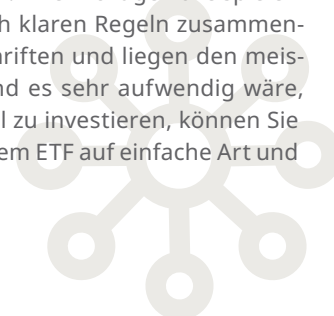 h klaren Regeln zusammen-
riften und liegen den meis-
nd es sehr aufwendig wäre,
l zu investieren, können Sie
em ETF auf einfache Art und